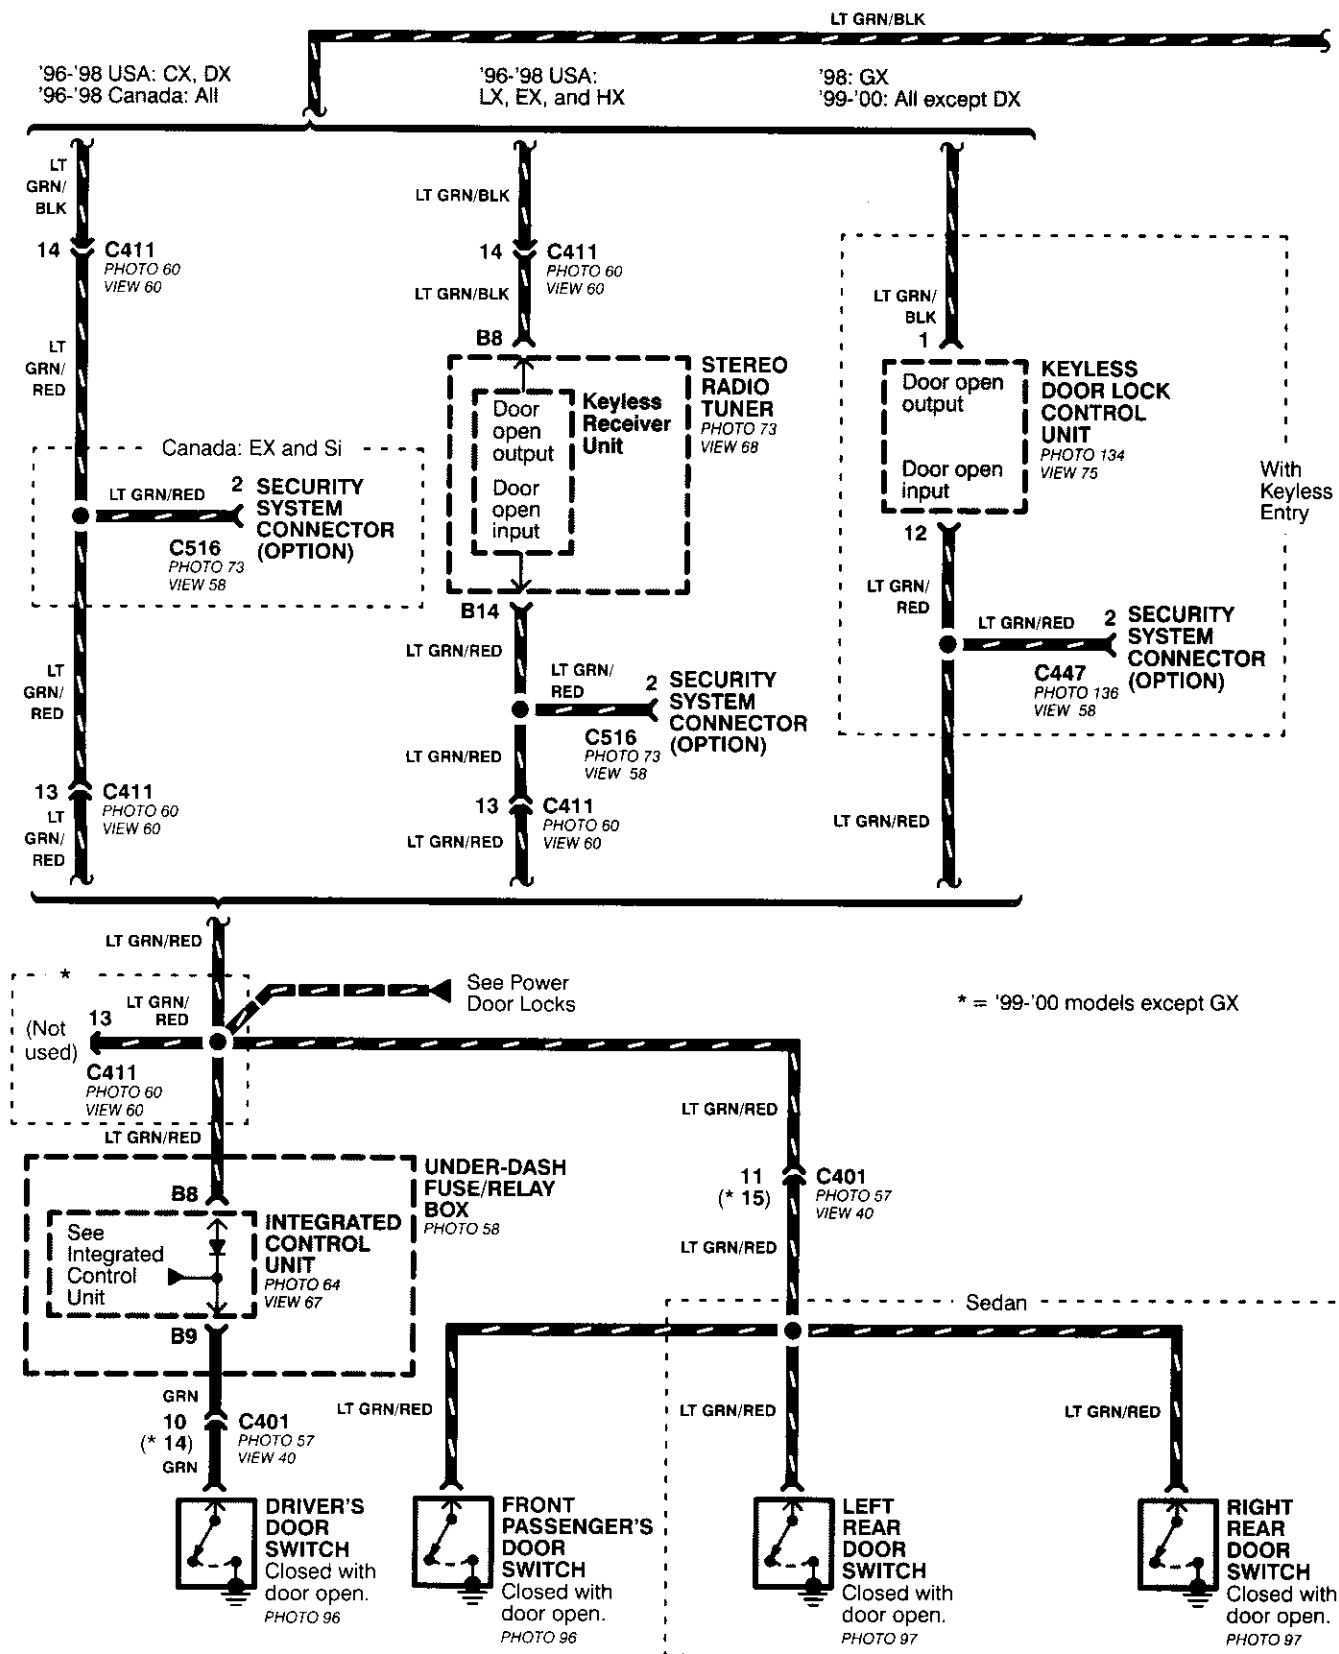 LT GRN/BLK
'96-'98 USA: CX, DX
'96-'98 Canada: All
'96-'98 USA:
LX, EX, and HX
'98: GX
'99-'00: All except DX
LT
GRN/
BLK
14
C411
PHOTO 60
VIEW 60
LT
GRN/
RED
Canada: EX and Si
LT GRN/RED
2
SECURITY
SYSTEM
CONNECTOR
(OPTION)
C516
PHOTO 73
VIEW 58
LT
GRN/
RED
13
C411
PHOTO 60
VIEW 60
LT
GRN/
RED
LT GRN/BLK
14
C411
PHOTO 60
VIEW 60
LT GRN/BLK
B8
STEREO
RADIO
TUNER
PHOTO 73
VIEW 68
Keyless
Receiver
Unit
Door
open
output
Door
open
input
B14
LT GRN/RED
LT GRN/
RED
2
SECURITY
SYSTEM
CONNECTOR
(OPTION)
C516
PHOTO 73
VIEW 58
LT GRN/RED
13
C411
PHOTO 60
VIEW 60
LT GRN/RED
LT GRN/
BLK
1
Door open
output
Door open
input
KEYLESS
DOOR LOCK
CONTROL
UNIT
PHOTO 134
VIEW 75
With
Keyless
Entry
12
LT GRN/
RED
LT GRN/RED
2
SECURITY
SYSTEM
CONNECTOR
(OPTION)
C447
PHOTO 136
VIEW 58
LT GRN/RED
LT GRN/RED
*
See Power
Door Locks
* = '99-'00 models except GX
(Not
used)
13
LT GRN/
RED
C411
PHOTO 60
VIEW 60
LT GRN/RED
UNDER-DASH
FUSE/RELAY
BOX
PHOTO 58
B8
See
Integrated
Control
Unit
INTEGRATED
CONTROL
UNIT
PHOTO 64
VIEW 67
B9
GRN
10
(* 14)
C401
PHOTO 57
VIEW 40
GRN
LT GRN/RED
11
(* 15)
C401
PHOTO 57
VIEW 40
LT GRN/RED
Sedan
LT GRN/RED
LT GRN/RED
LT GRN/RED
DRIVER'S
DOOR
SWITCH
Closed with
door open.
PHOTO 96
FRONT
PASSENGER'S
DOOR
SWITCH
Closed with
door open.
PHOTO 96
LEFT
REAR
DOOR
SWITCH
Closed with
door open.
PHOTO 97
RIGHT
REAR
DOOR
SWITCH
Closed with
door open.
PHOTO 97